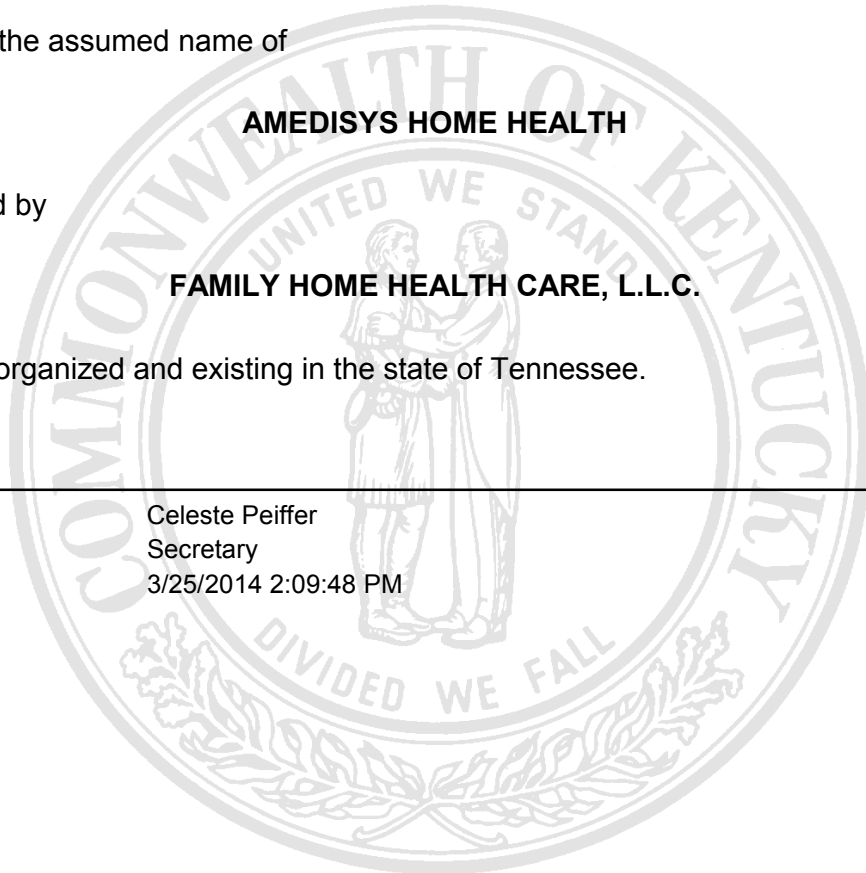 the assumed name of
AMEDISYS HOME HEALTH
d by
FAMILY HOME HEALTH CARE, L.L.C.
organized and existing in the state of Tennessee.
Celeste Peiffer
Secretary
3/25/2014 2:09:48 PM
COMMONWEALTH OF KENTUCKY
UNITED WE STAND
DIVIDED WE FALL